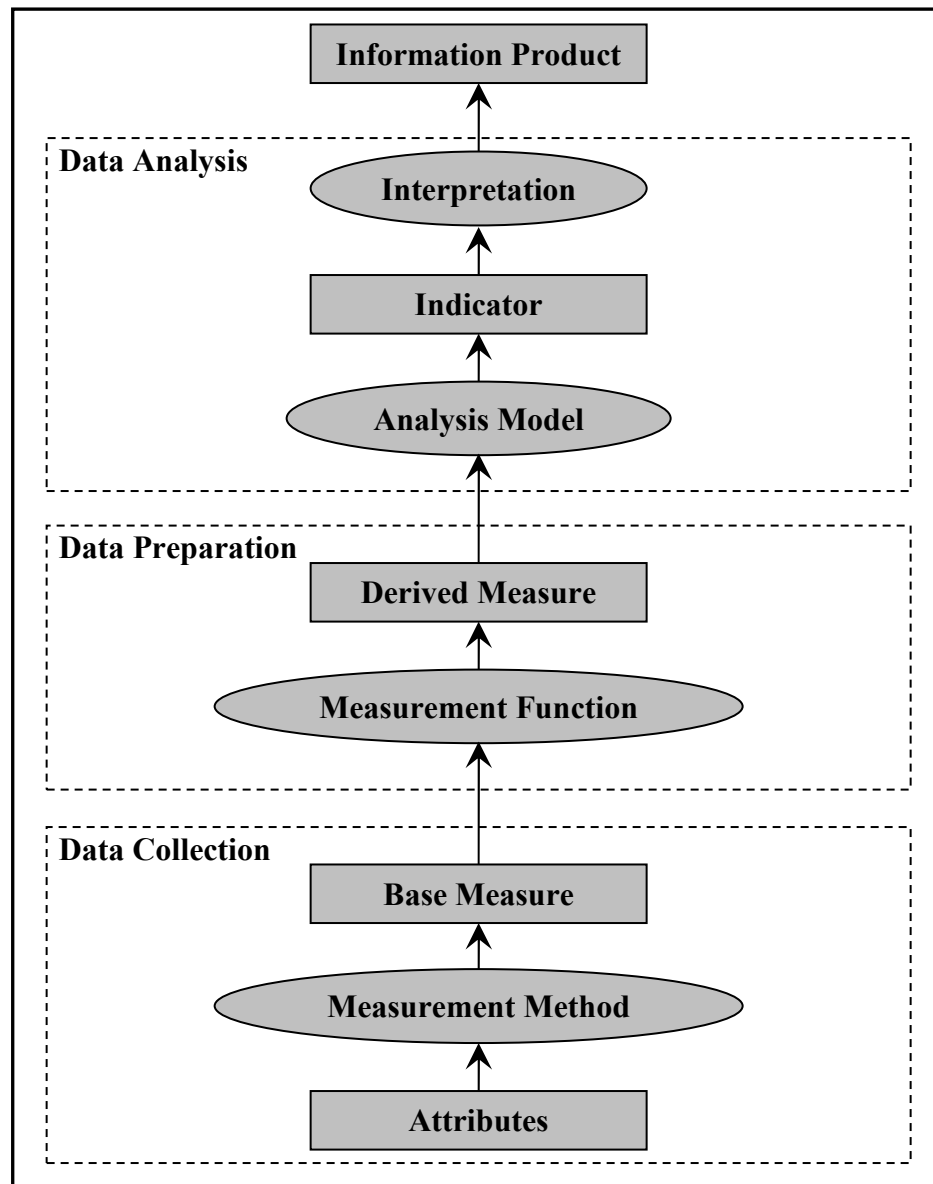 Information Product
Data Analysis
Interpretation
Indicator
Analysis Model
Data Preparation
Derived Measure
Measurement Function
Data Collection
Base Measure
Measurement Method
Attributes